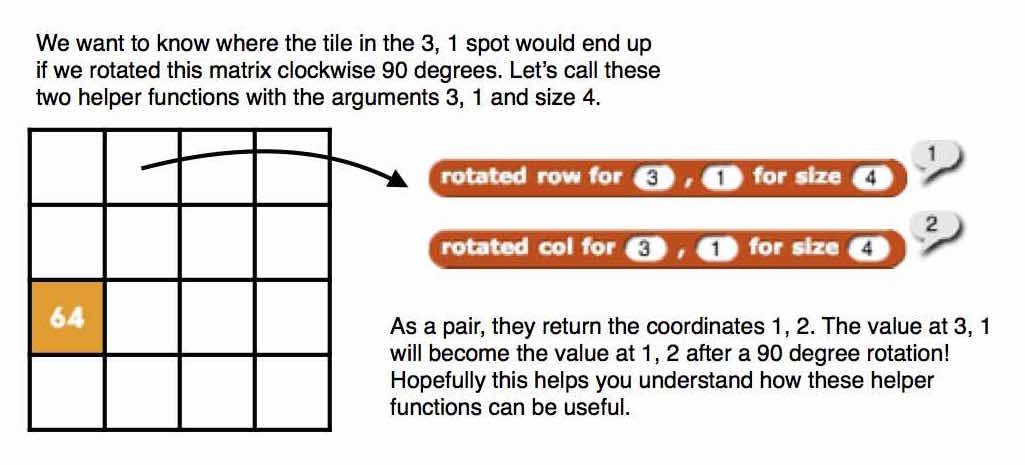 We want to know where the tile in the 3, 1 spot would end up
if we rotated this matrix clockwise 90 degrees. Let’s call these
two helper functions with the arguments 3, 1 and size 4.
rotated row for 3 , 1 for size 4
1
rotated col for 3 , 1 for size 4
2
64
As a pair, they return the coordinates 1, 2. The value at 3, 1
will become the value at 1, 2 after a 90 degree rotation!
Hopefully this helps you understand how these helper
functions can be useful.